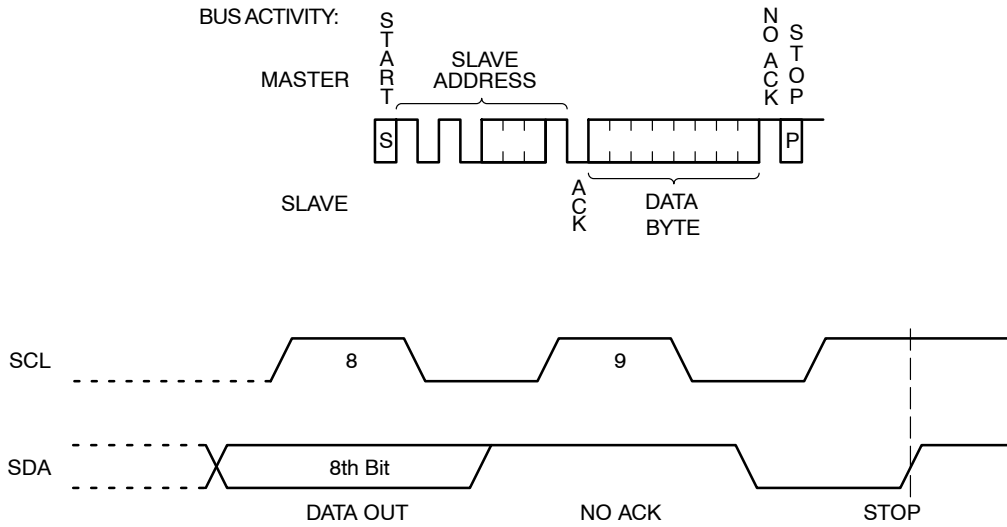 BUS ACTIVITY:
MASTER
START
SLAVE
ADDRESS
NO ACK
STOP
S
P
SLAVE
ACK
DATA
BYTE
SCL
8
9
SDA
8th Bit
DATA OUT
NO ACK
STOP